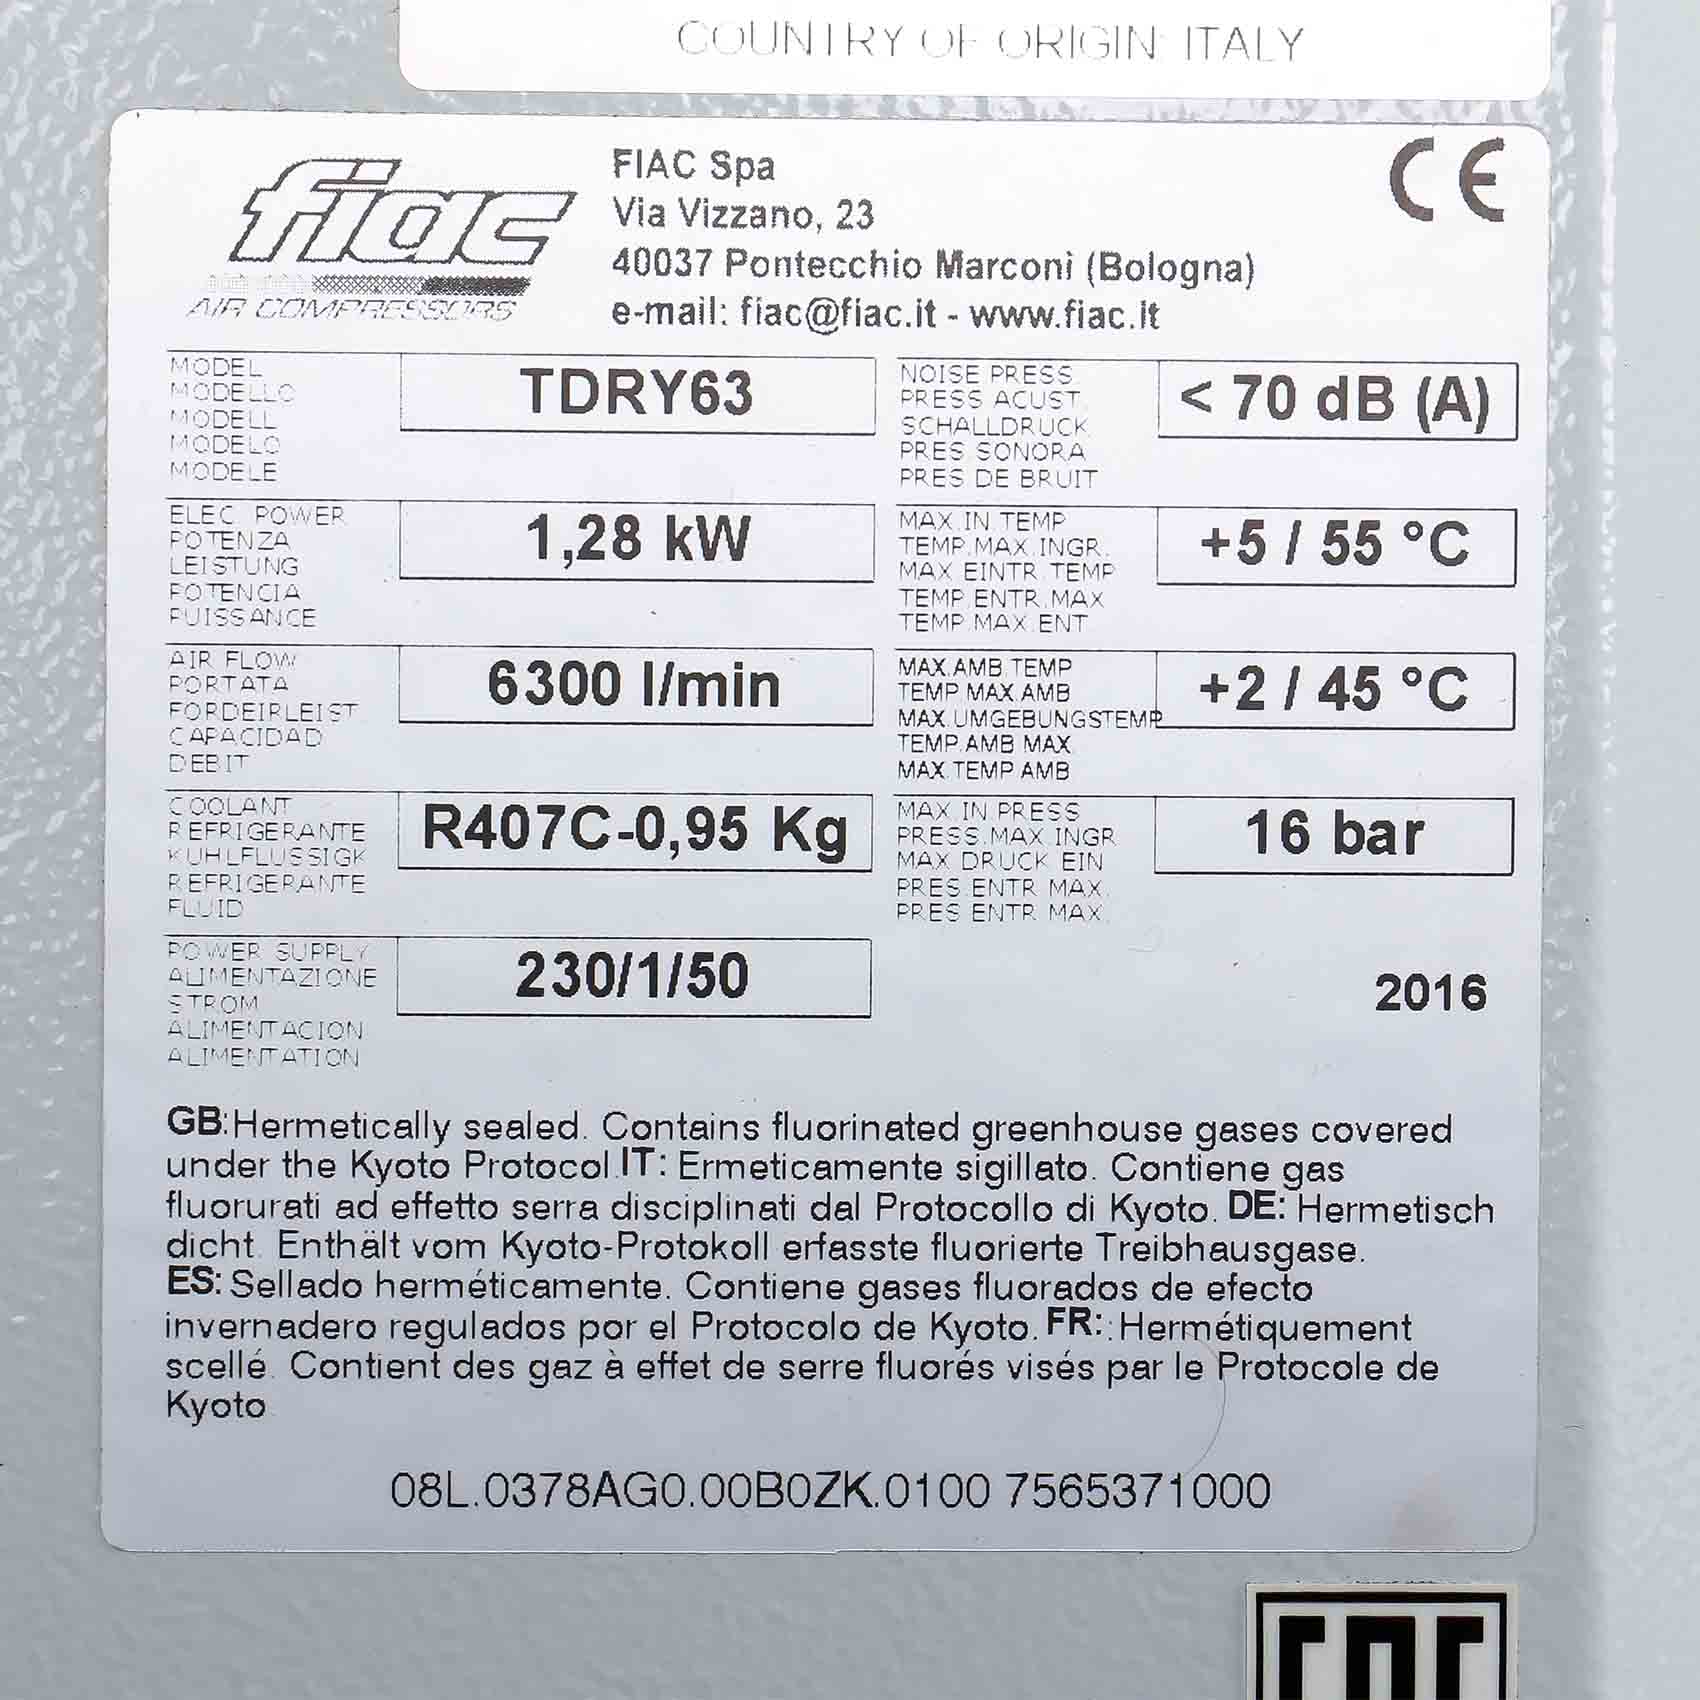 COUNTRY OF ORIGIN: ITALY
fiac
AIR COMPRESSORS
FIAC Spa
Via Vizzano, 23
40037 Pontecchio Marconi (Bologna)
e-mail: fiac@fiac.it - www.fiac.it
CE
MODEL
MODELLO
MODELL
MODELO
MODELE
TDRY63
NOISE PRESS.
PRESS ACUST.
SCHALLDRUCK
PRES SONORA
PRES DE BRUIT
< 70 dB (A)
ELEC. POWER
POTENZA
LEISTUNG
POTENCIA
PUISSANCE
1,28 kW
MAX.IN.TEMP
TEMP.MAX.INGR.
MAX EINTR.TEMP
TEMP.ENTR.MAX
TEMP.MAX.ENT
+5 / 55 °C
AIR FLOW
PORTATA
FORDEIRLEIST
CAPACIDAD
DEBIT
6300 l/min
MAX.AMB.TEMP
TEMP.MAX.AMB
MAX.UMGEBUNGSTEMP
TEMP.AMB MAX
MAX.TEMP AMB
+2 / 45 °C
COOLANT
REFRIGERANTE
KUHLFLUSSIGK
REFRIGERANTE
FLUID
R407C-0,95 Kg
MAX.IN.PRESS
PRESS.MAX.INGR
MAX DRUCK EIN
PRES.ENTR MAX.
PRES ENTR MAX.
16 bar
POWER SUPPLY
ALIMENTAZIONE
STROM
ALIMENTACION
ALIMENTATION
230/1/50
2016
GB:Hermetically sealed. Contains fluorinated greenhouse gases covered
under the Kyoto Protocol.IT: Ermeticamente sigillato. Contiene gas
fluorurati ad effetto serra disciplinati dal Protocollo di Kyoto. DE: Hermetisch
dicht. Enthält vom Kyoto-Protokoll erfasste fluorierte Treibhausgase.
ES: Sellado herméticamente. Contiene gases fluorados de efecto
invernadero regulados por el Protocolo de Kyoto. FR:: Hermétiquement
scellé. Contient des gaz à effet de serre fluorés visés par le Protocole de
Kyoto
08L.0378AG0.00B0ZK.0100 7565371000
EAC